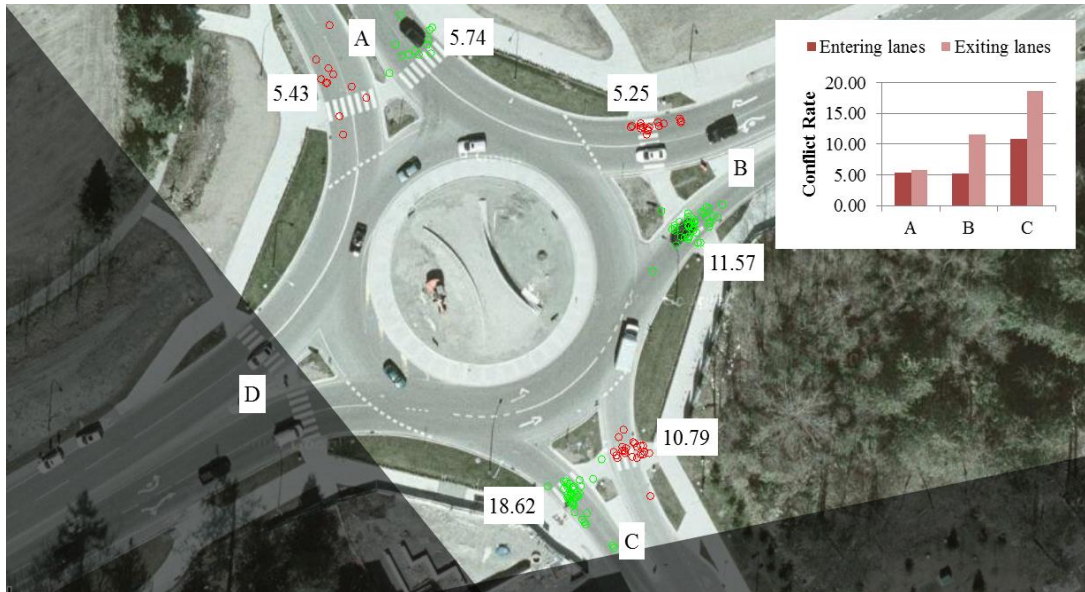 A
5.74
5.43
5.25
B
11.57
D
10.79
18.62
C
Entering lanes
Exiting lanes
Conflict Rate
20.00
15.00
10.00
5.00
0.00
A
B
C